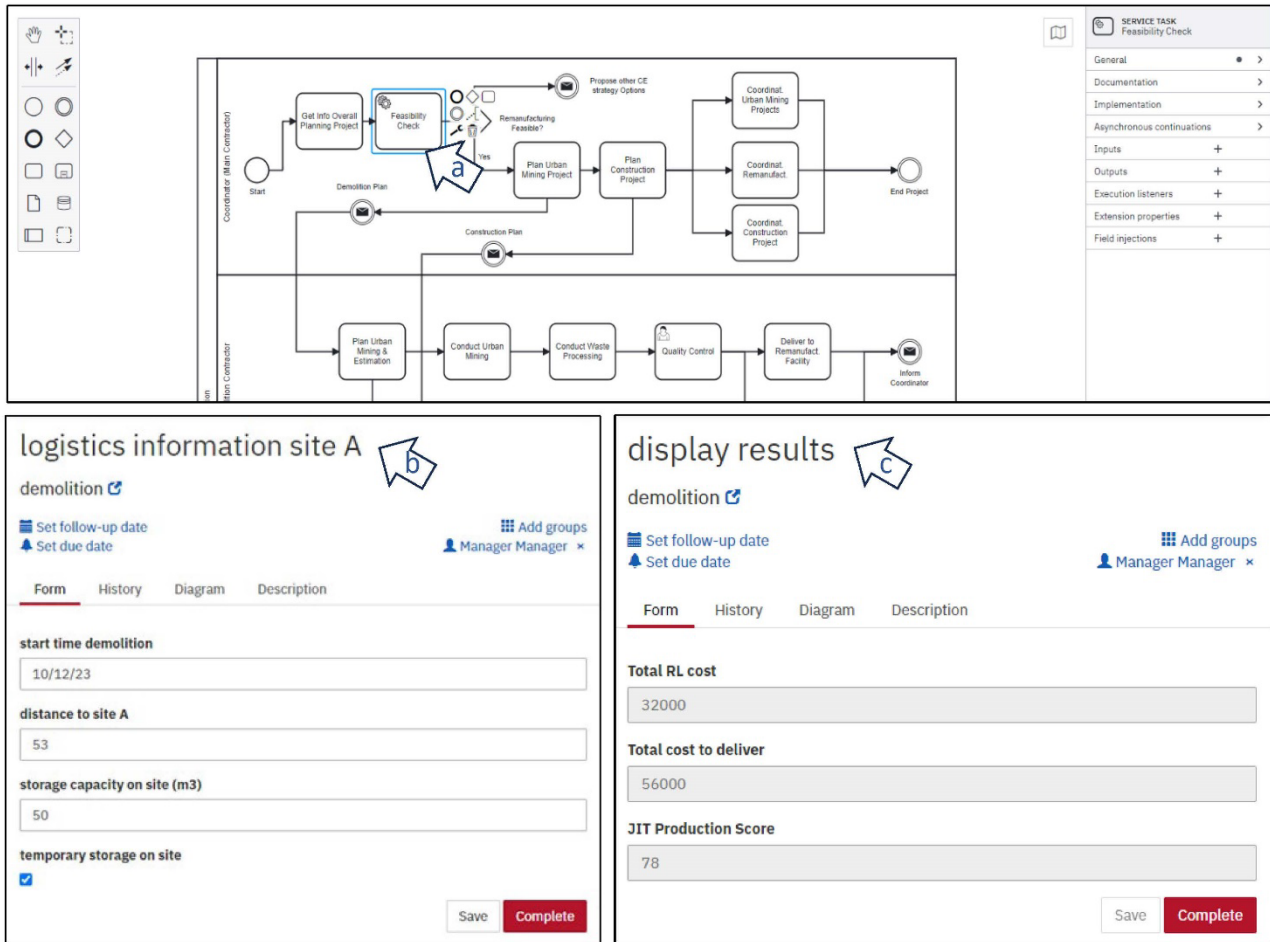 SERVICE TASK
Feasibility Check
General
Documentation
Implementation
Asynchronous continuations
Inputs
Outputs
Execution listeners
Extension properties
Field injections
Coordinator (Main Contractor)
Start
Get Info Overall
Planning Project
Feasibility
Check
a
Propose other CE
strategy Options
Remanufacturing
Feasible?
Yes
Plan Urban
Mining Project
Plan
Construction
Project
Coordinat.
Urban Mining
Projects
Coordinat.
Remanufact.
Coordinat.
Construction
Project
End Project
Demolition Plan
Construction Plan
ition Contractor
Plan Urban
Mining &
Estimation
Conduct Urban
Mining
Conduct Waste
Processing
Quality Control
Deliver to
Remanufact.
Facility
Inform
Coordinator
logistics information site A
b
demolition
Set follow-up date
Add groups
Set due date
Manager Manager ×
Form History Diagram Description
start time demolition
10/12/23
distance to site A
53
storage capacity on site (m3)
50
temporary storage on site
Save Complete
display results
c
demolition
Set follow-up date
Add groups
Set due date
Manager Manager ×
Form History Diagram Description
Total RL cost
32000
Total cost to deliver
56000
JIT Production Score
78
Save Complete